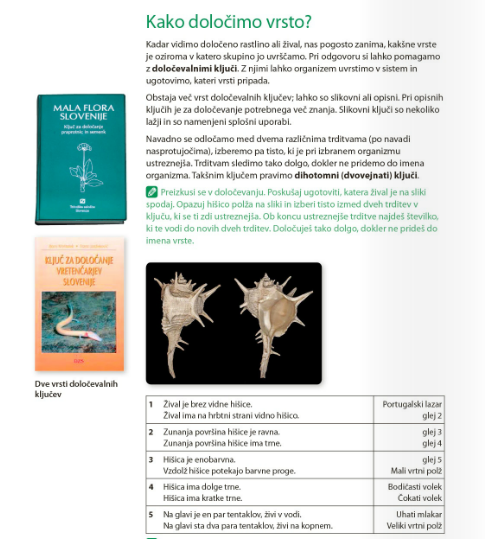 Kako določimo vrsto?
Kadar vidimo določeno rastlino ali žival, nas pogosto zanima, kakšne vrste
je oziroma v katero skupino jo uvrščamo. Pri odgovoru si lahko pomagamo
z določevalnimi ključi. Z njimi lahko organizem uvrstimo v sistem in
ugotovimo, kateri vrsti pripada.
Obstaja več vrst določevalnih ključev; lahko so slikovni ali opisni. Pri opisnih
ključih je za določevanje potrebnega več znanja. Slikovni ključi so nekoliko
lažji in so namenjeni splošni uporabi.
Navadno se odločamo med dvema različnima trditvama (po navadi
nasprotujočima), izberemo pa tisto, ki je pri izbranem organizmu
ustreznejša. Trditvam sledimo tako dolgo, dokler ne pridemo do imena
organizma. Takšnim ključem pravimo dihotomni (dvovejnati) ključi.
Preizkusi se v določevanju. Poskušaj ugotoviti, katera žival je na sliki
spodaj. Opazuj hišico polža na sliki in izberi tisto izmed dveh trditev v
ključu, ki se ti zdi ustreznejša. Ob koncu ustreznejše trditve najdeš številko,
ki te vodi do novih dveh trditev. Določuješ tako dolgo, dokler ne prideš do
imena vrste.
MALA FLORA
SLOVENIJE
Ključ za določanje
praprotnic in semenk
KLJUČ ZA DOLOČANJE
VRETENČARJEV
SLOVENIJE
Dve vrsti določevalnih
ključev
1 Žival je brez vidne hišice. Portugalski lazar
Žival ima na hrbtni strani vidno hišico. glej 2
2 Zunanja površina hišice je ravna. glej 3
Zunanja površina hišice ima trne. glej 4
3 Hišica je enobarvna. glej 5
Vzdolž hišice potekajo barvne proge. Mali vrtni polž
4 Hišica ima dolge trne. Bodičasti volek
Hišica ima kratke trne. Čokati volek
5 Na glavi je en par tentaklov, živi v vodi. Uhati mlakar
Na glavi sta dva para tentaklov, živi na kopnem. Veliki vrtni polž